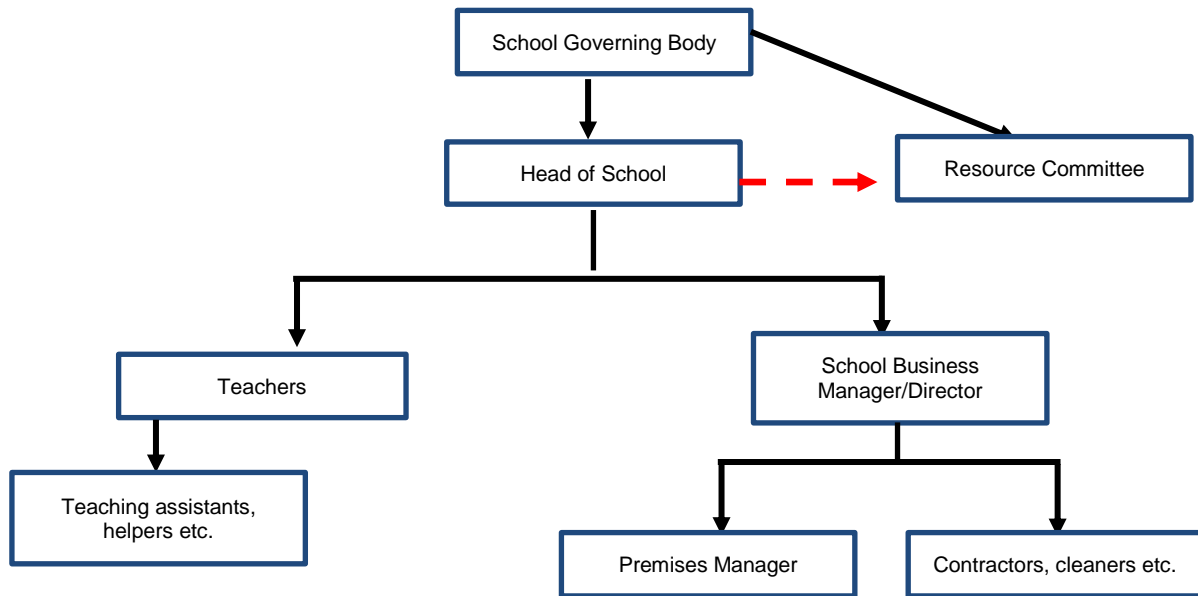 School Governing Body
Head of School
Resource Committee
Teachers
School Business
Manager/Director
Teaching assistants,
helpers etc.
Premises Manager
Contractors, cleaners etc.